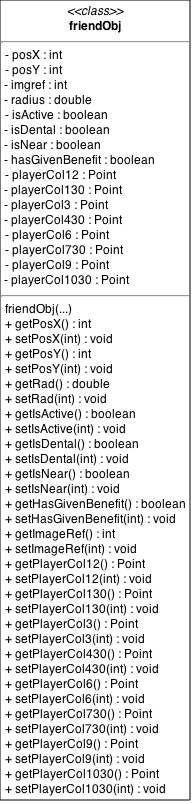 <<class>>
friendObj
- posX : int
- posY : int
- imgref : int
- radius : double
- isActive : boolean
- isDental : boolean
- isNear : boolean
- hasGivenBenefit : boolean
- playerCol12 : Point
- playerCol130 : Point
- playerCol3 : Point
- playerCol430 : Point
- playerCol6 : Point
- playerCol730 : Point
- playerCol9 : Point
- playerCol1030 : Point
friendObj(...)
+ getPosX() : int
+ setPosX(int) : void
+ getPosY() : int
+ setPosY(int) : void
+ getRad() : double
+ setRad(int) : void
+ getIsActive() : boolean
+ setIsActive(int) : void
+ getIsDental() : boolean
+ setIsDental(int) : void
+ getIsNear() : boolean
+ setIsNear(int) : void
+ getHasGivenBenefit() : boolean
+ setHasGivenBenefit(int) : void
+ getImageRef() : int
+ setImageRef(int) : void
+ getPlayerCol12() : Point
+ setPlayerCol12(int) : void
+ getPlayerCol130() : Point
+ setPlayerCol130(int) : void
+ getPlayerCol3() : Point
+ setPlayerCol3(int) : void
+ getPlayerCol430() : Point
+ setPlayerCol430(int) : void
+ getPlayerCol6() : Point
+ setPlayerCol6(int) : void
+ getPlayerCol730() : Point
+ setPlayerCol730(int) : void
+ getPlayerCol9() : Point
+ setPlayerCol9(int) : void
+ getPlayerCol1030() : Point
+ setPlayerCol1030(int) : void